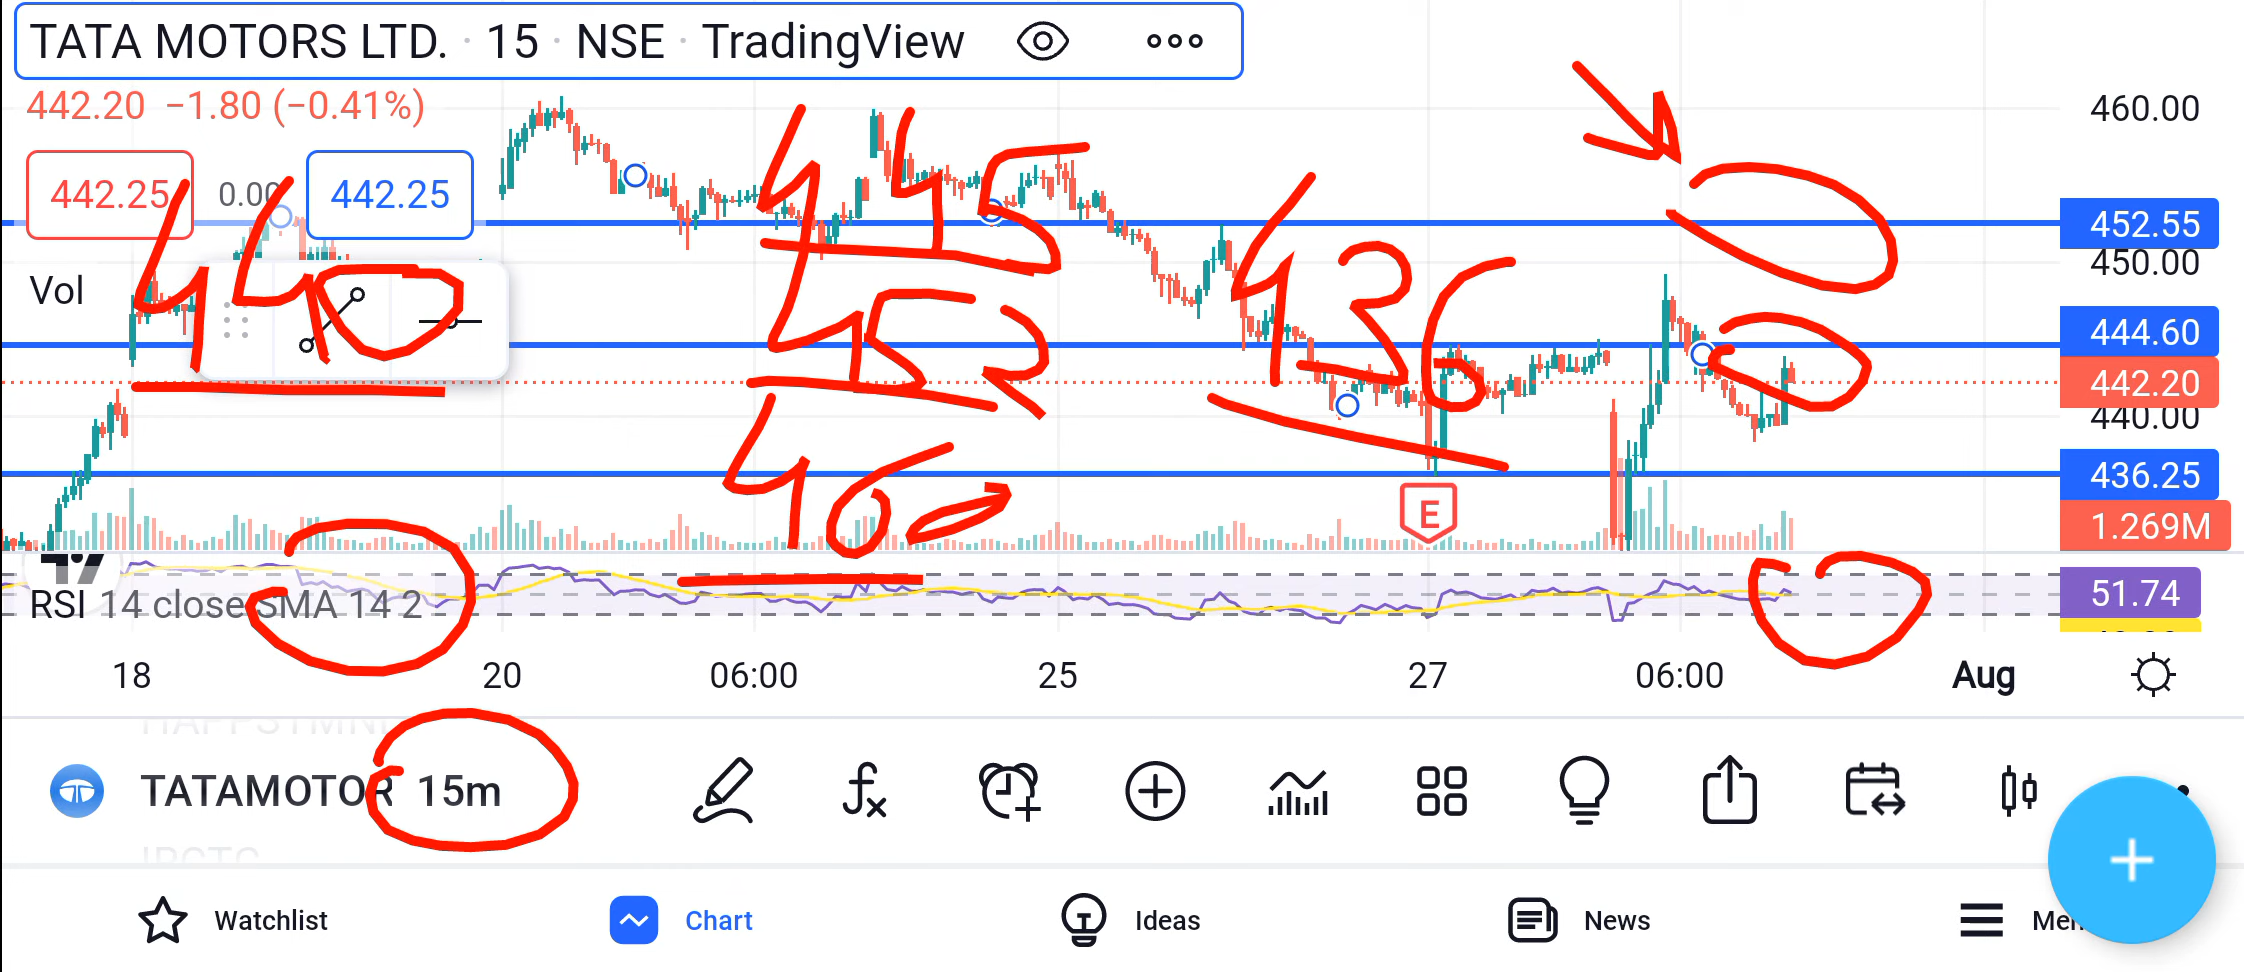 TATA MOTORS LTD. · 15 · NSE · TradingView
442.20 −1.80 (−0.41%)
442.25
0.00
442.25
Vol
440
445
453
460
436
460.00
452.55
450.00
444.60
442.20
440.00
436.25
1.269M
E
RSI 14 close SMA 14 2
51.74
18 20 06:00 25 27 06:00 Aug
TATAMOTOR 15m
Watchlist
Chart
Ideas
News